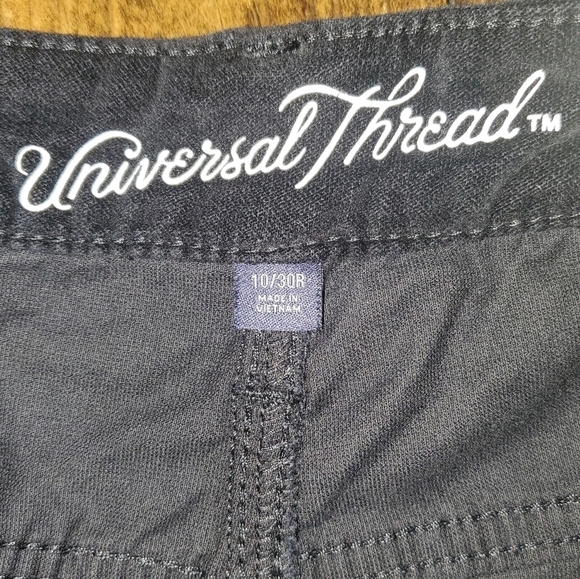 Universal Thread™
10/30R
MADE IN
VIETNAM